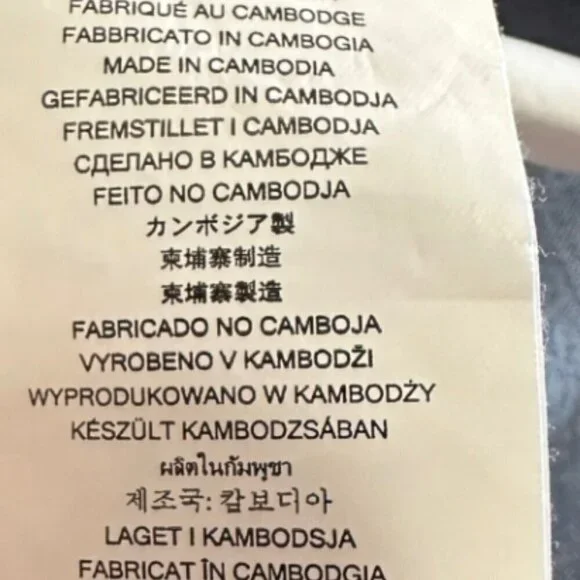 FABRIQUÉ AU CAMBODGE
FABBRICATO IN CAMBOGIA
MADE IN CAMBODIA
GEFABRICEERD IN CAMBODJA
FREMSTILLET I CAMBODJA
СДЕЛАНО В КАМБОДЖЕ
FEITO NO CAMBODJA
カンボジア製
柬埔寨制造
柬埔寨製造
FABRICADO NO CAMBOJA
VYROBENO V KAMBODŽI
WYPRODUKOWANO W KAMBODŻY
KÉSZÜLT KAMBODZSÁBAN
ผลิตในกัมพูชา
제조국: 캄보디아
LAGET I KAMBODSJA
FABRICAT ÎN CAMBODGIA